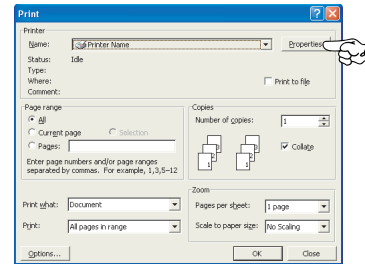 Print
Printer
Name: Printer Name Properties
Status: Idle
Type:
Where: Print to file
Comment:
Page range
All
Current page Selection
Pages:
Enter page numbers and/or page ranges
separated by commas. For example, 1,3,5–12
Copies
Number of copies: 1
Collate
Print what: Document
Print: All pages in range
Zoom
Pages per sheet: 1 page
Scale to paper size: No Scaling
Options... OK Close